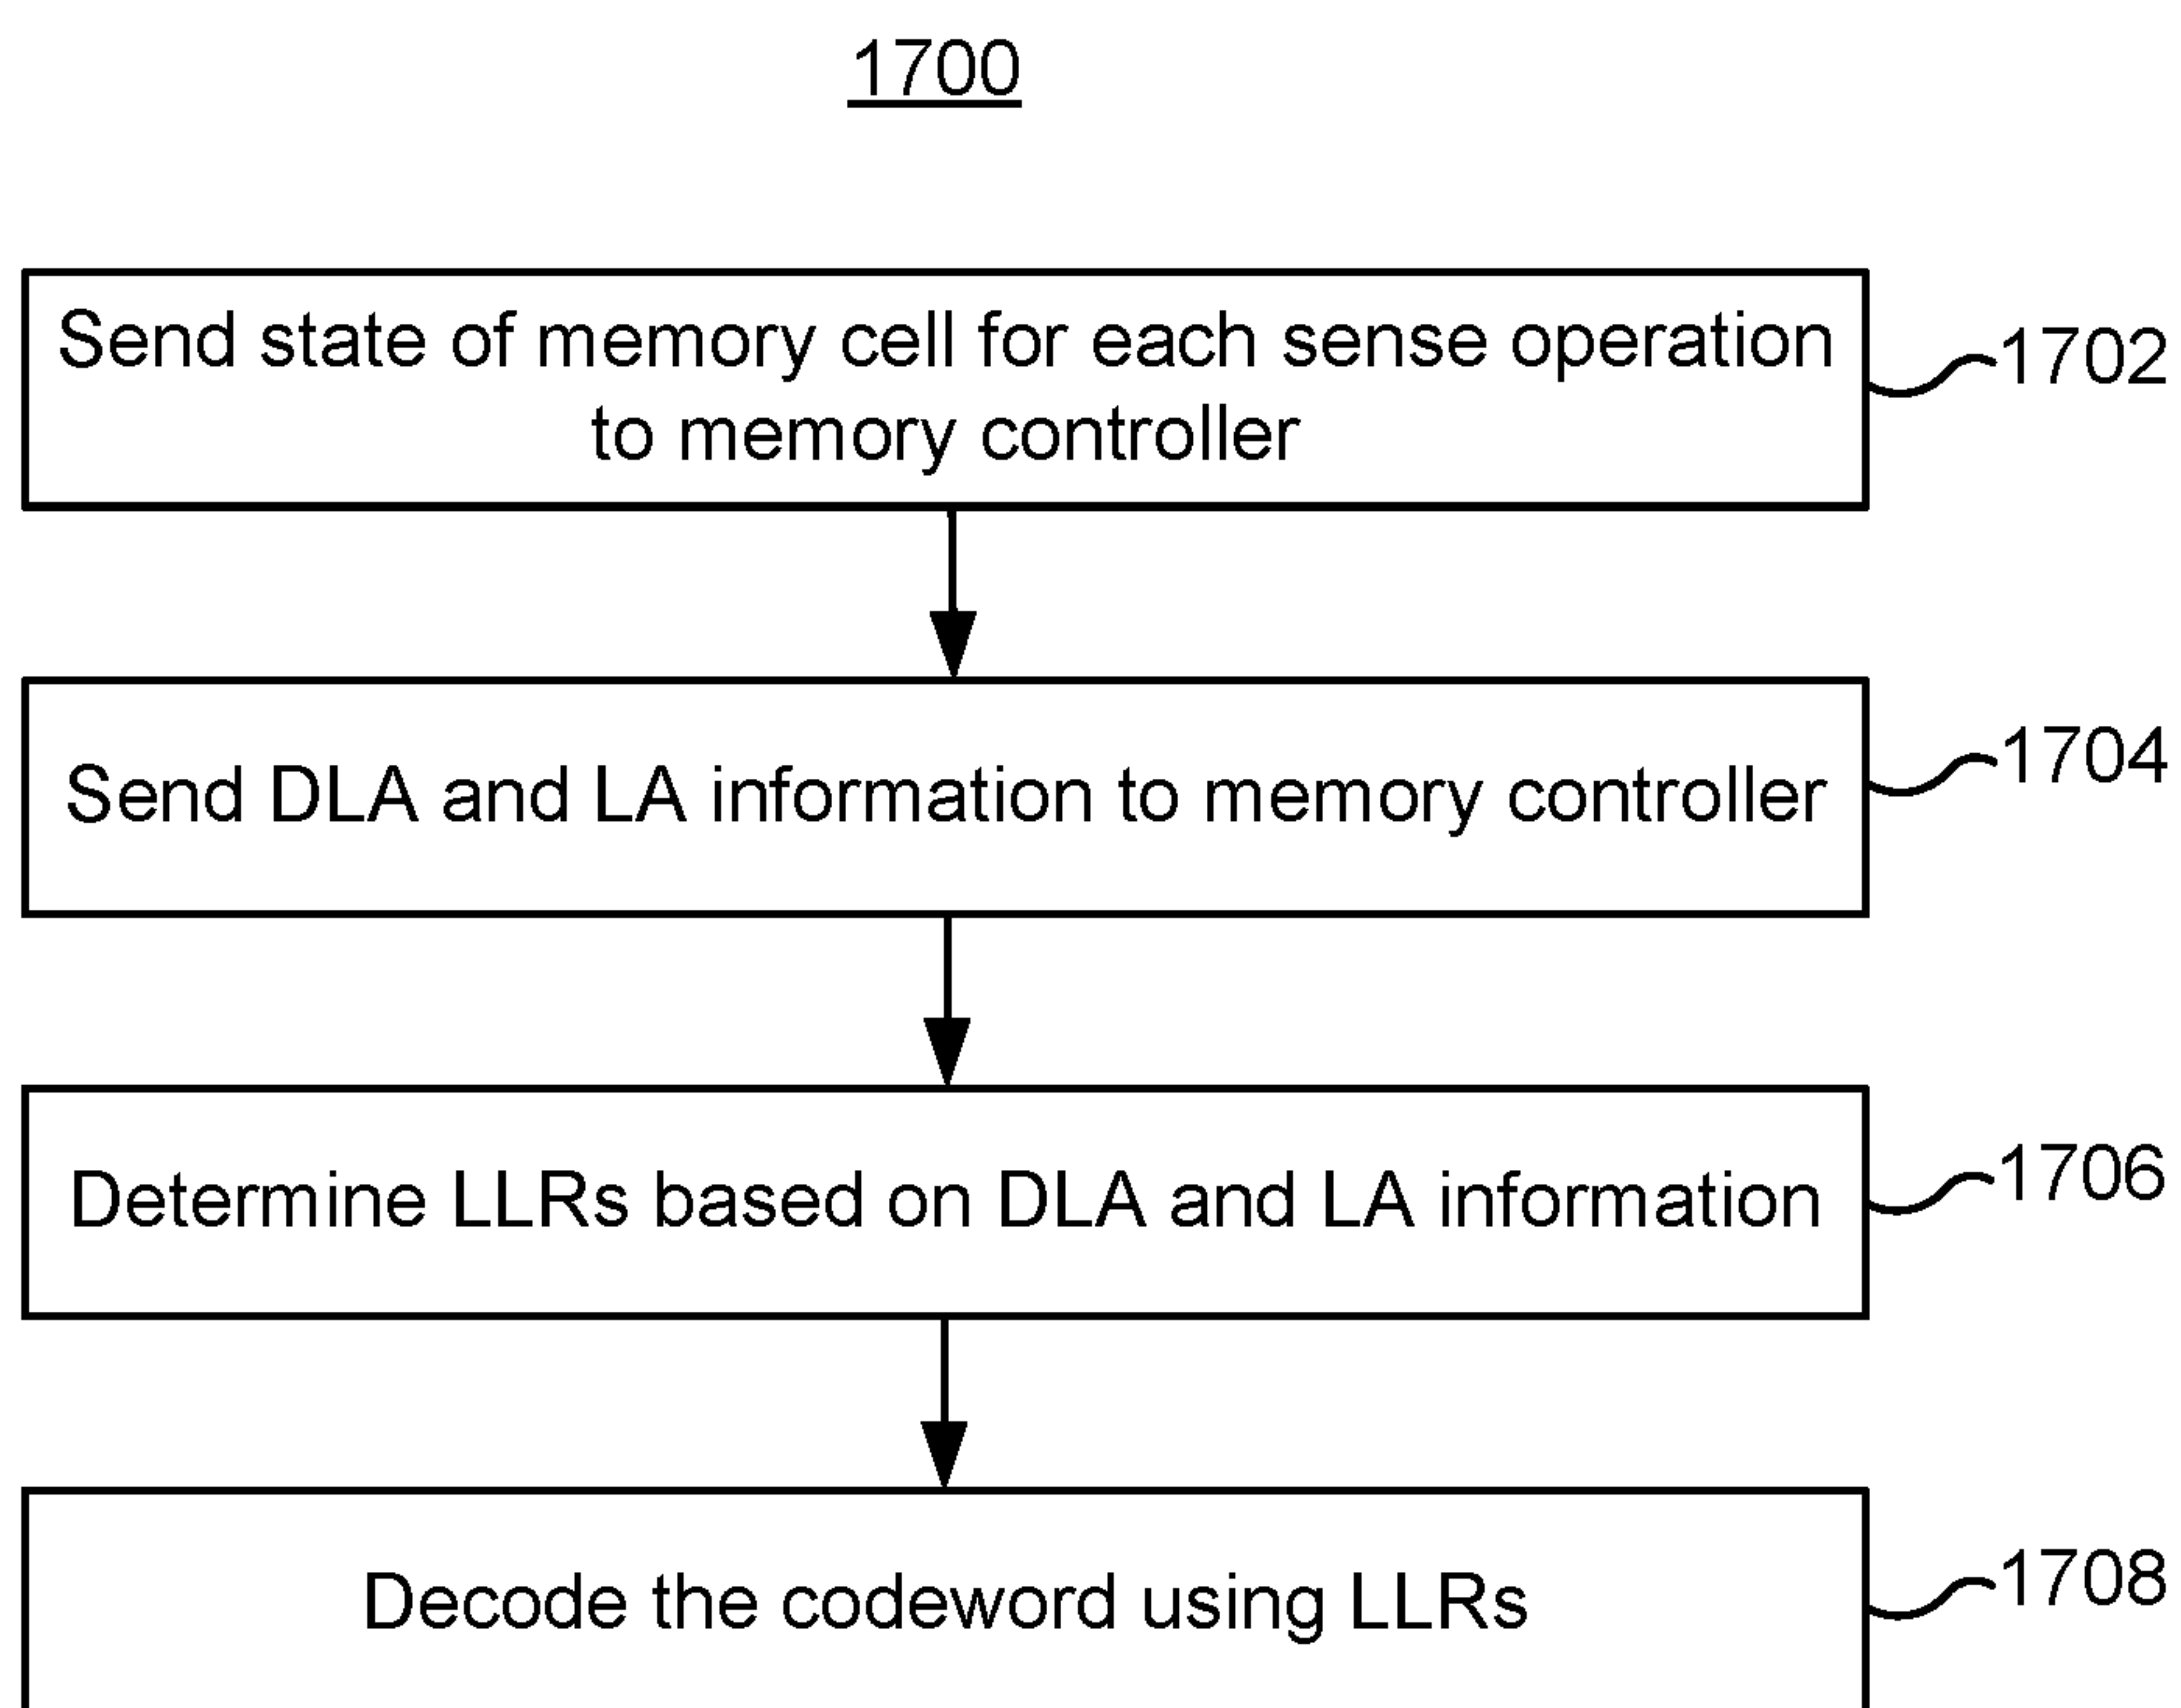 1700
Send state of memory cell for each sense operation
to memory controller
1702
Send DLA and LA information to memory controller
1704
Determine LLRs based on DLA and LA information
1706
Decode the codeword using LLRs
1708